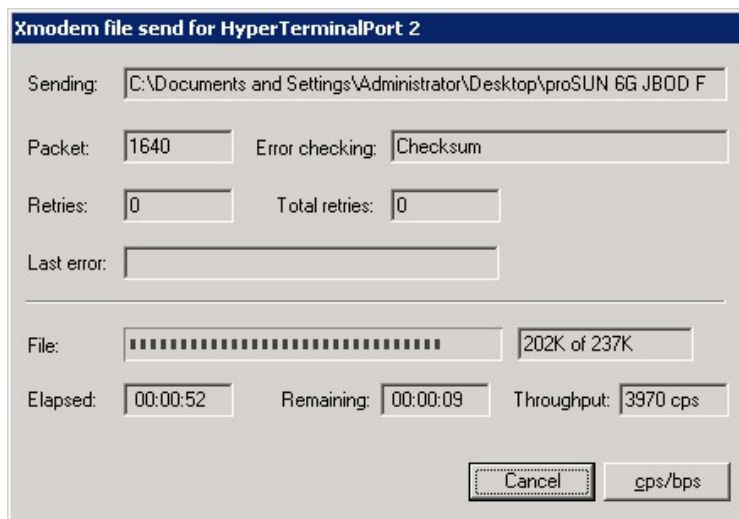 Xmodem file send for HyperTerminalPort 2
Sending: C:\Documents and Settings\Administrator\Desktop\proSUN 6G JBOD F
Packet: 1640 Error checking: Checksum
Retries: 0 Total retries: 0
Last error:
File: 202K of 237K
Elapsed: 00:00:52 Remaining: 00:00:09 Throughput: 3970 cps
Cancel cps/bps